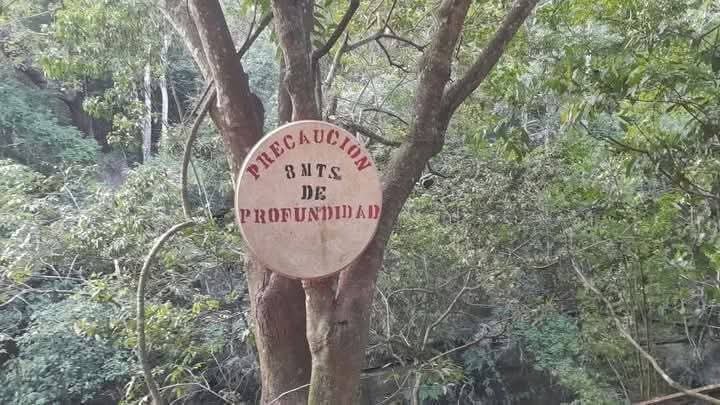 PRECAUCION
8 MTS.
DE
PROFUNDIDAD